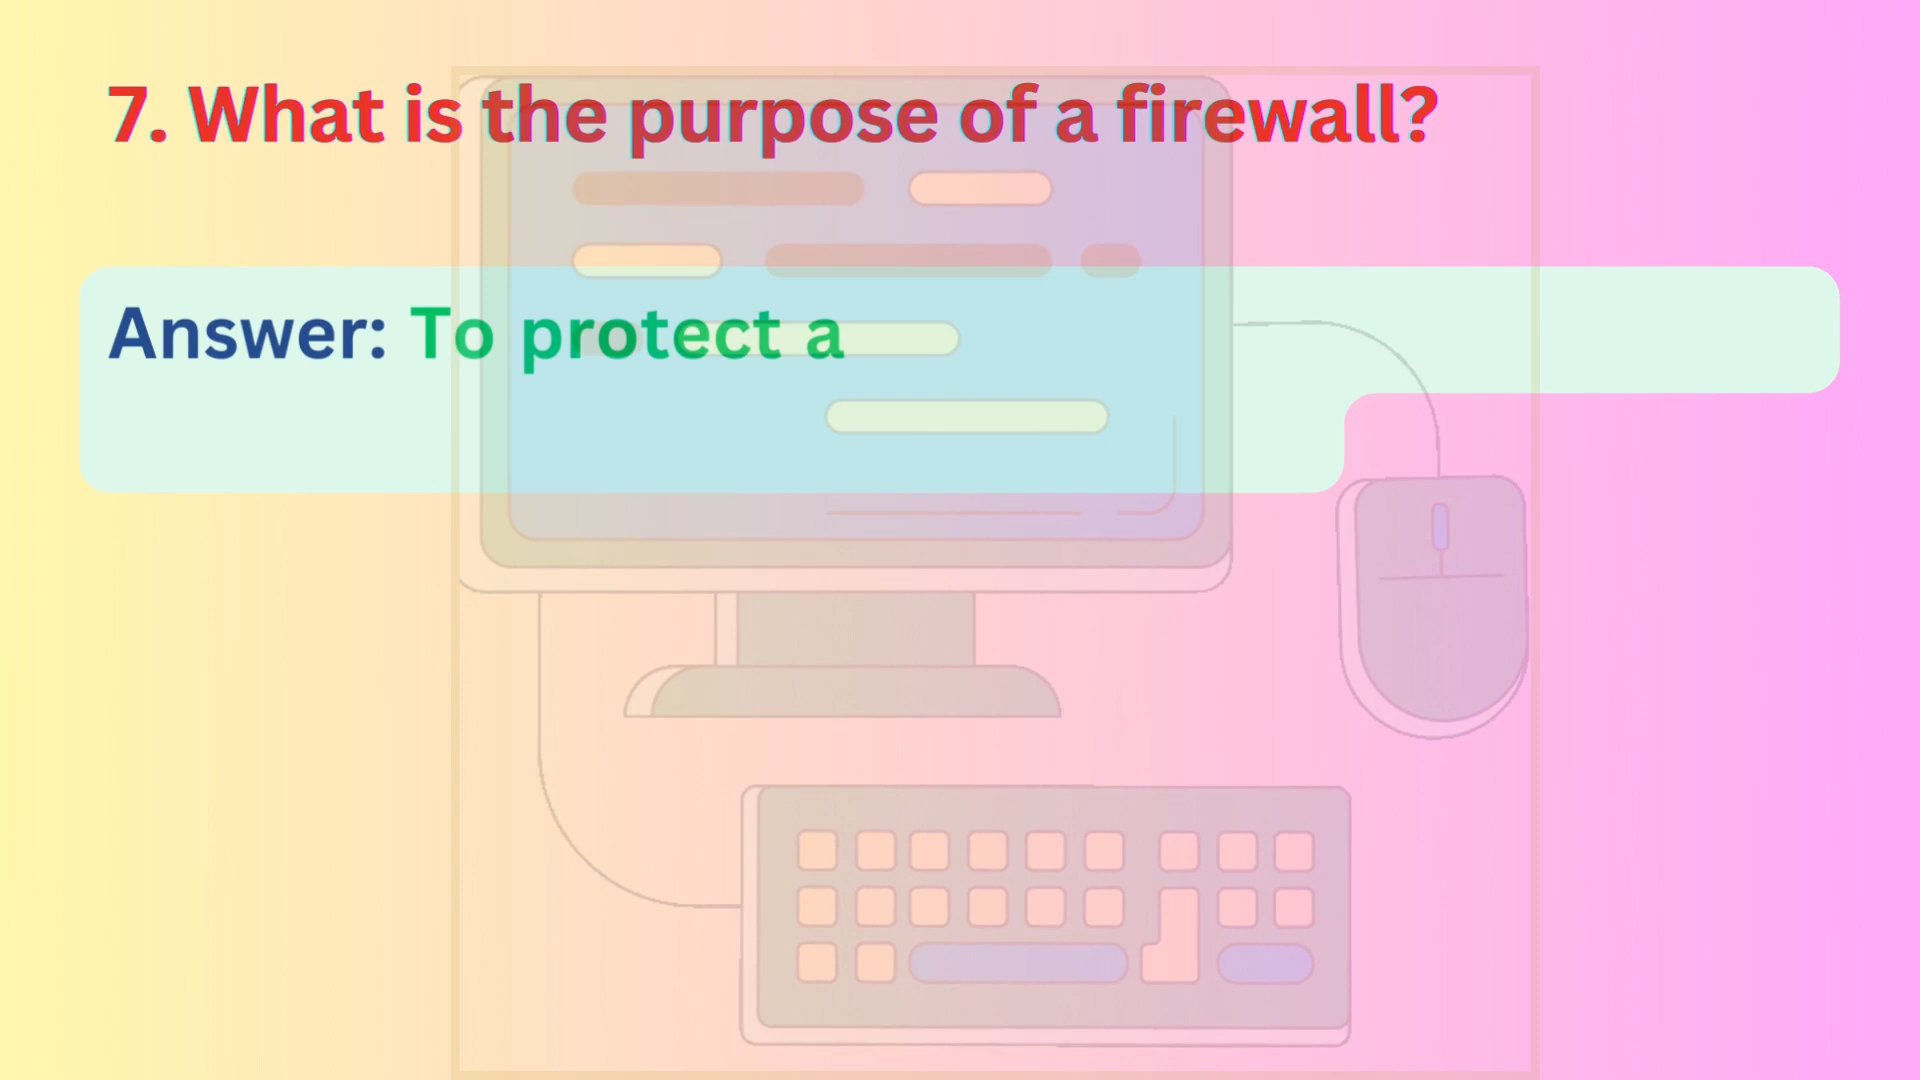 7. What is the purpose of a firewall?
Answer: To protect a